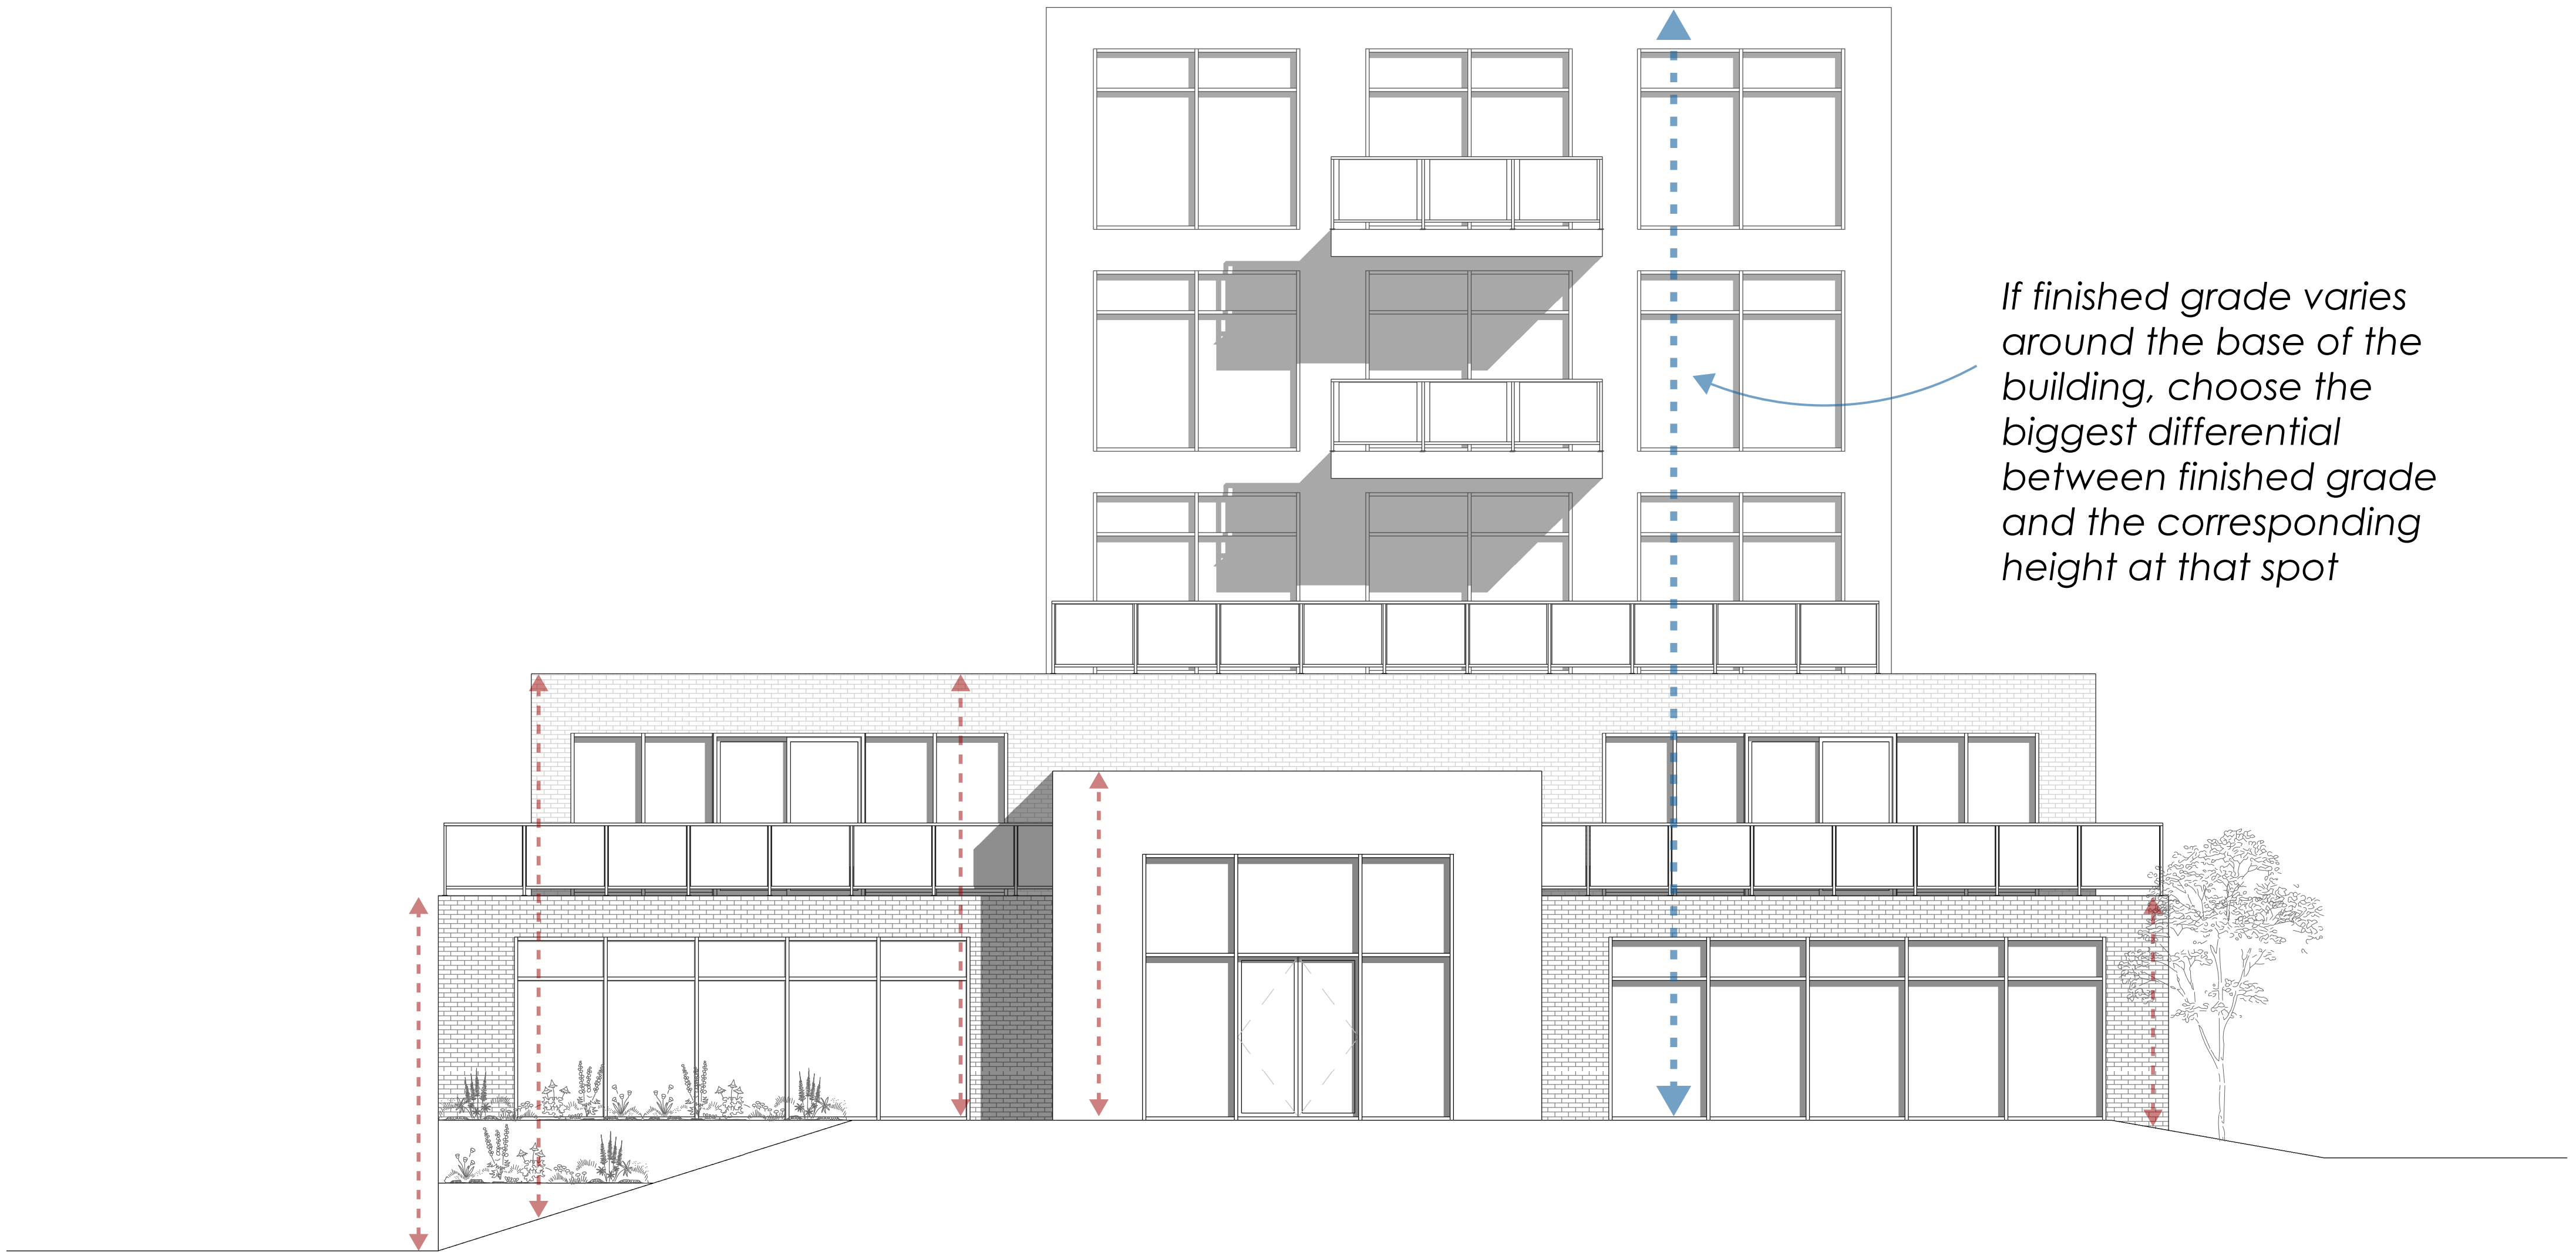 If finished grade varies
around the base of the
building, choose the
biggest differential
between finished grade
and the corresponding
height at that spot